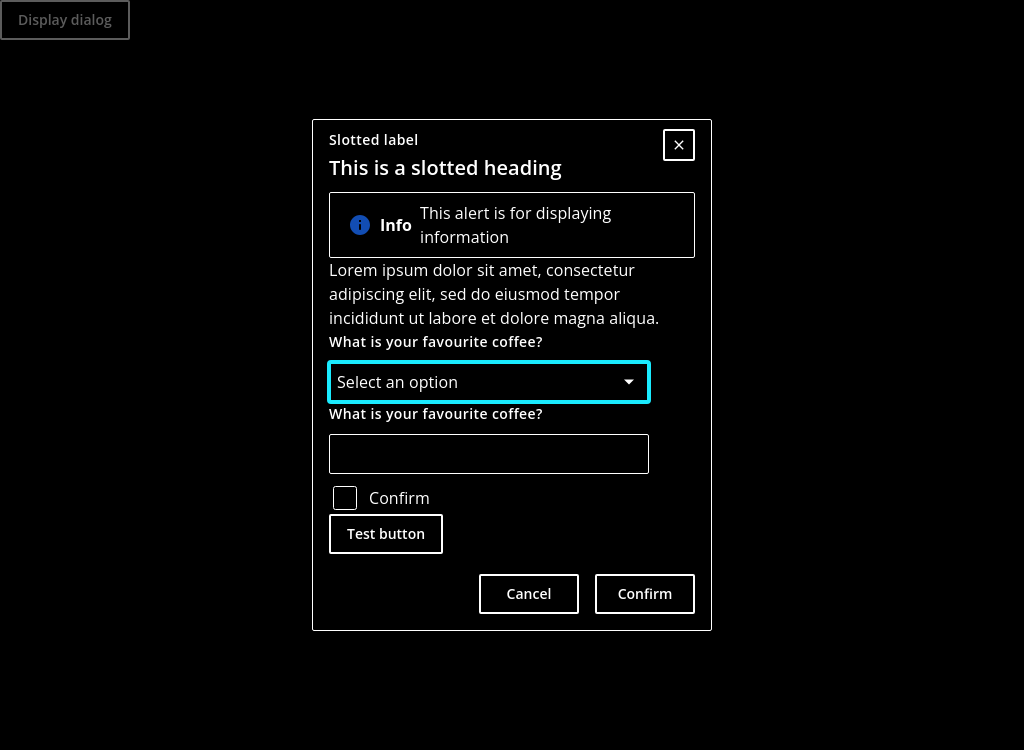 Display dialog
Slotted label
This is a slotted heading
Info This alert is for displaying
information
Lorem ipsum dolor sit amet, consectetur
adipiscing elit, sed do eiusmod tempor
incididunt ut labore et dolore magna aliqua.
What is your favourite coffee?
Select an option
What is your favourite coffee?
Confirm
Test button
Cancel Confirm